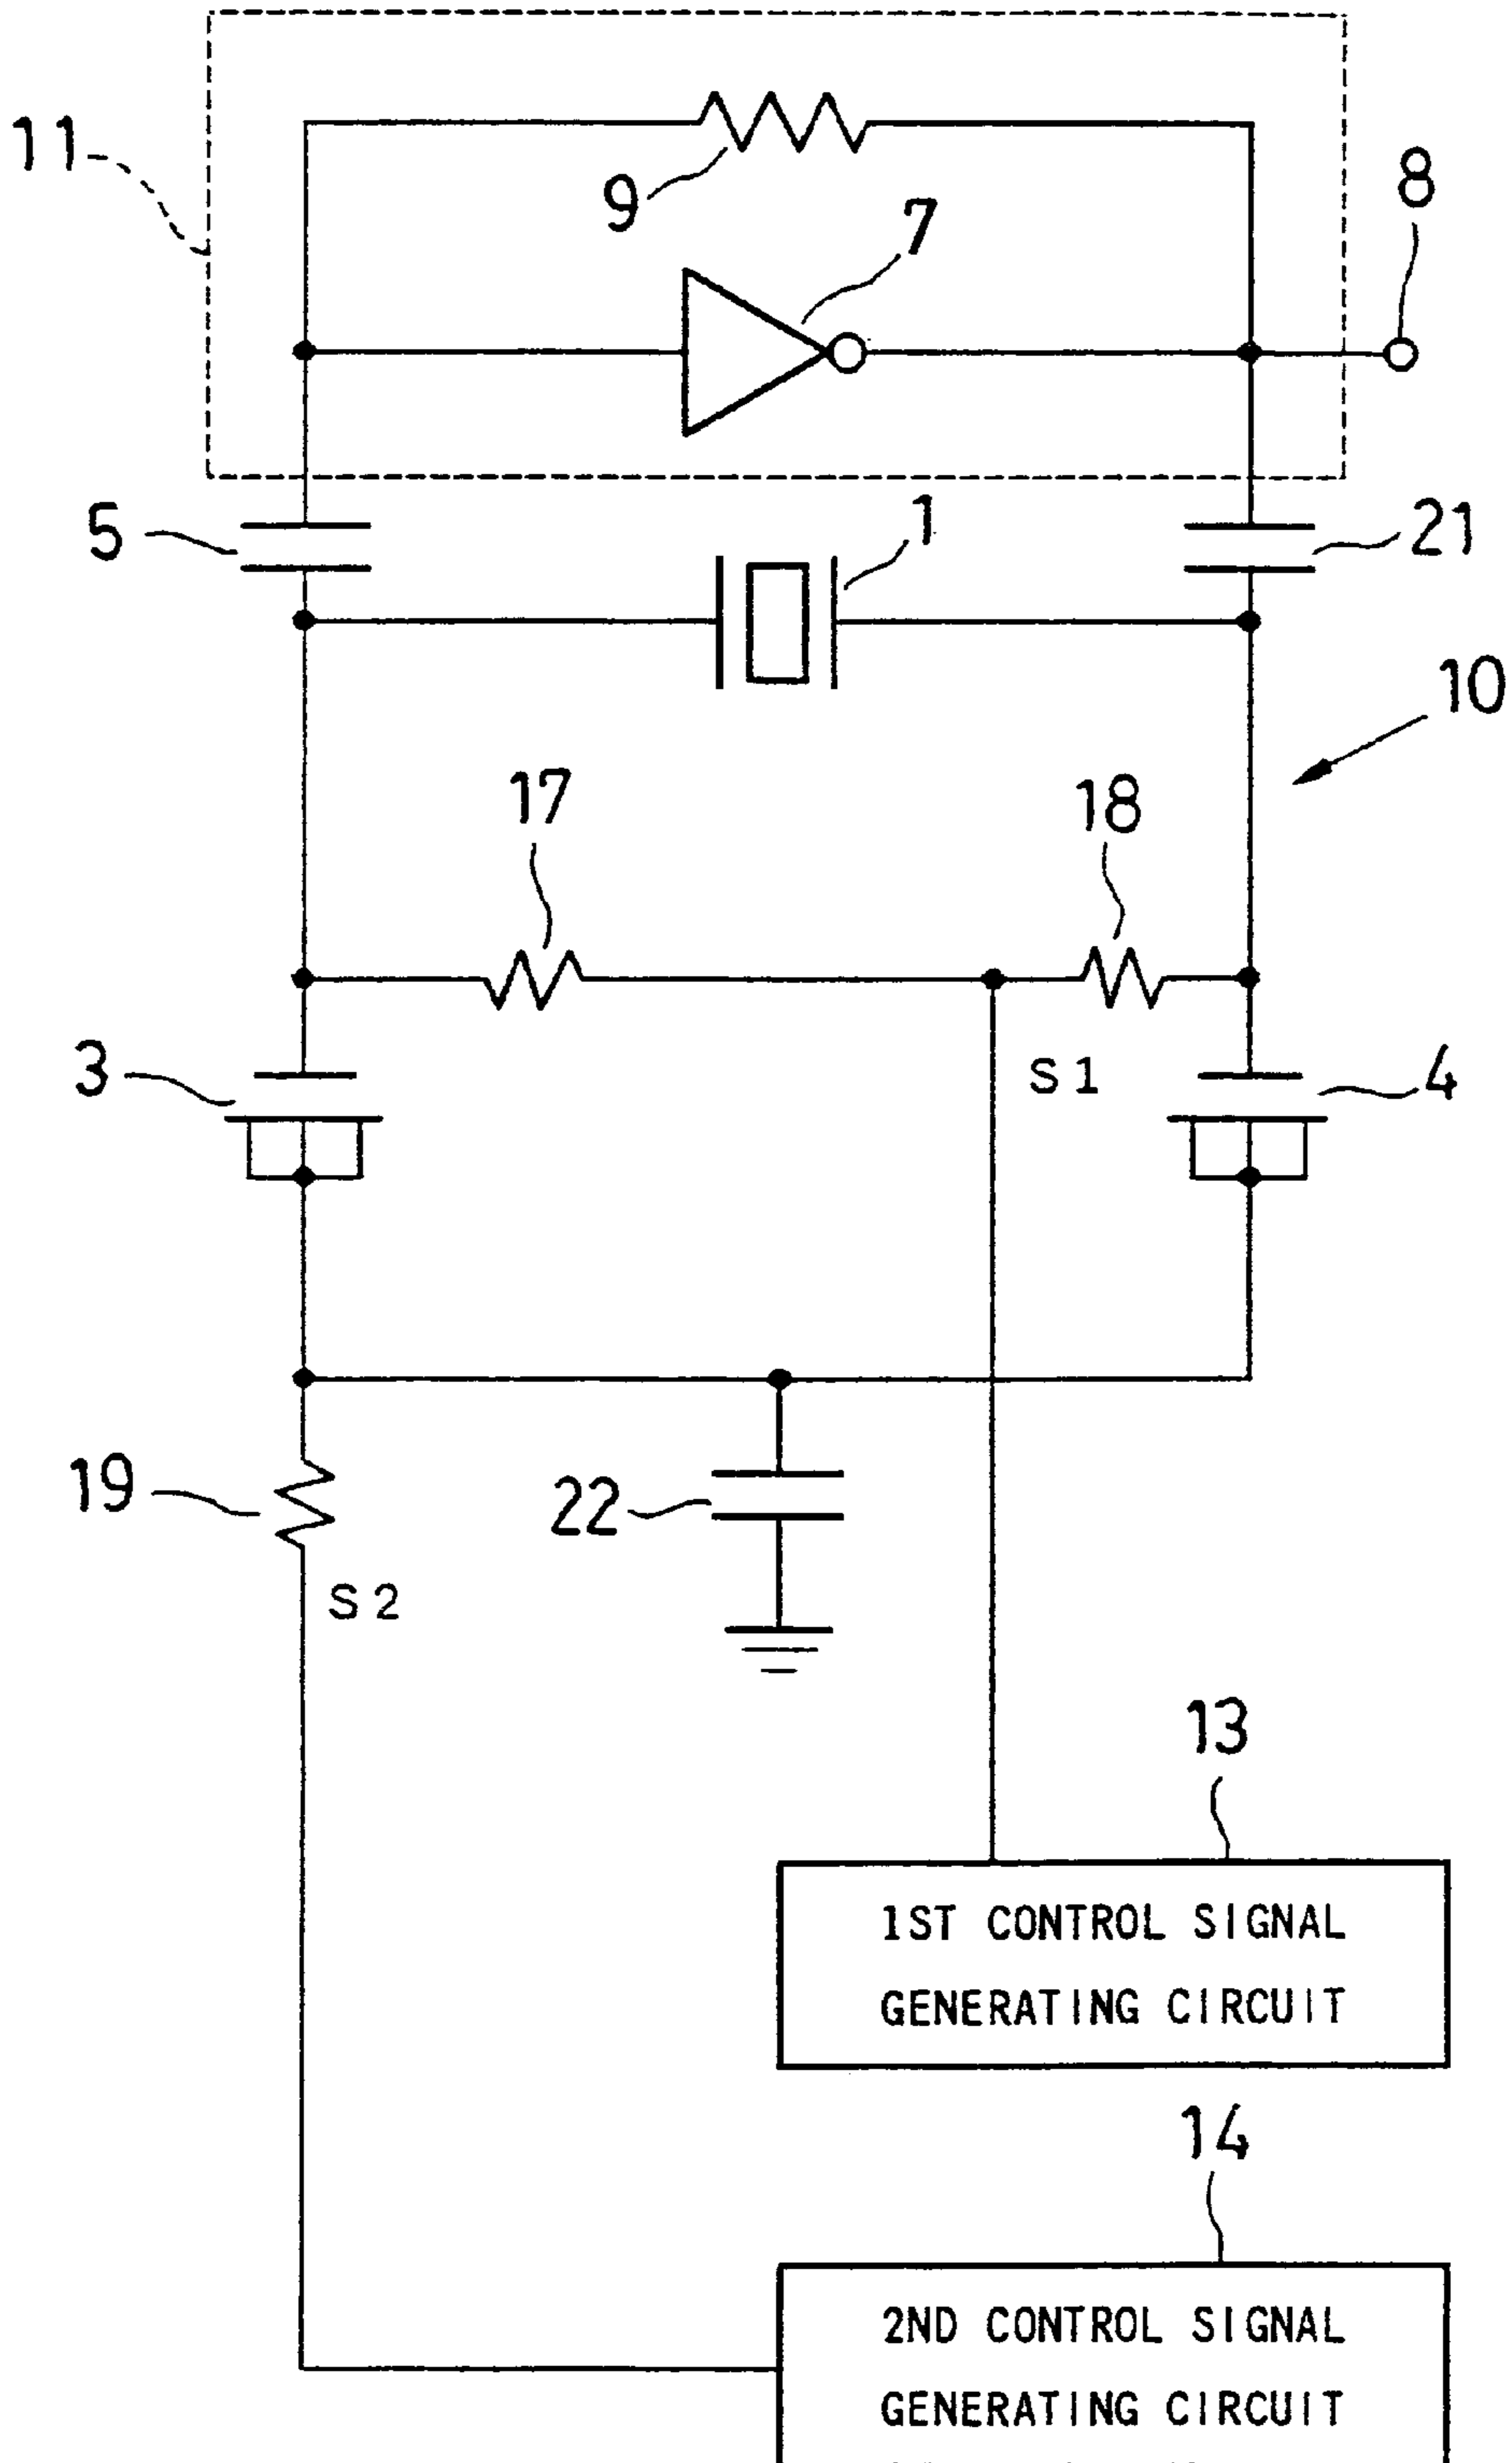 11
9
7
8
5
1
21
10
17
18
3
S1
4
19
22
S2
13
1ST CONTROL SIGNAL
GENERATING CIRCUIT
14
2ND CONTROL SIGNAL
GENERATING CIRCUIT